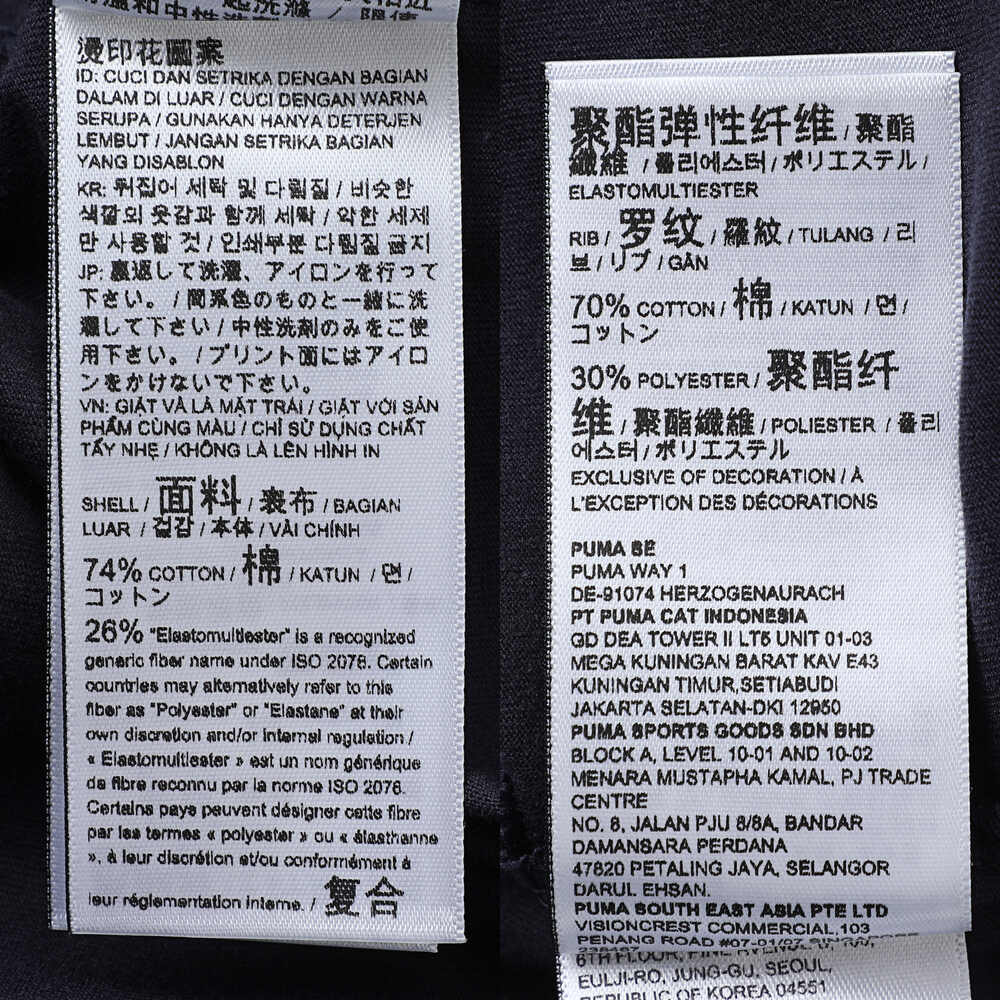 燙印花圖案
ID: CUCI DAN SETRIKA DENGAN BAGIAN
DALAM DI LUAR / CUCI DENGAN WARNA
SERUPA / GUNAKAN HANYA DETERJEN
LEMBUT / JANGAN SETRIKA BAGIAN
YANG DISABLON
KR: 뒤집어 세탁 및 다림질 / 비슷한
색깔의 옷감과 함께 세탁 / 약한 세제
만 사용할 것 / 인쇄부분 다림질 금지
JP: 裏返して洗濯、アイロンを行って
下さい。/ 同系色のものと一緒に洗
濯して下さい / 中性洗剤のみをご使
用下さい。/ プリント面にはアイロ
ンをかけないで下さい。
VN: GIẶT VÀ LÀ MẶT TRÁI / GIẶT VỚI SẢN
PHẨM CÙNG MÀU / CHỈ SỬ DỤNG CHẤT
TẨY NHẸ / KHÔNG LÀ LÊN HÌNH IN
SHELL / 面料 / 表布 / BAGIAN
LUAR / 겉감 / 本体 / VẢI CHÍNH
74% COTTON / 棉 / KATUN / 면 /
コットン
26% "Elastomultiester" is a recognized
generic fiber name under ISO 2076. Certain
countries may alternatively refer to this
fiber as "Polyester" or "Elastane" at their
own discretion and/or internal regulation /
« Elastomultiester » est un nom générique
de fibre reconnu par la norme ISO 2076.
Certains pays peuvent désigner cette fibre
par les termes « polyester » ou « élasthanne
», à leur discrétion et/ou conformément à
leur réglementation interne. / 复合
聚酯弹性纤维 / 聚酯
纖維 / 폴리에스터 / ポリエステル /
ELASTOMULTIESTER
RIB / 罗纹 / 羅紋 / TULANG / 리
브 / リブ / GÂN
70% COTTON / 棉 / KATUN / 면 /
コットン
30% POLYESTER / 聚酯纤
维 / 聚酯纖維 / POLIESTER / 폴리
에스터 / ポリエステル
EXCLUSIVE OF DECORATION / À
L'EXCEPTION DES DÉCORATIONS
PUMA SE
PUMA WAY 1
DE-91074 HERZOGENAURACH
PT PUMA CAT INDONESIA
GD DEA TOWER II LT5 UNIT 01-03
MEGA KUNINGAN BARAT KAV E43
KUNINGAN TIMUR,SETIABUDI
JAKARTA SELATAN-DKI 12950
PUMA SPORTS GOODS SDN BHD
BLOCK A, LEVEL 10-01 AND 10-02
MENARA MUSTAPHA KAMAL, PJ TRADE
CENTRE
NO. 8, JALAN PJU 8/8A, BANDAR
DAMANSARA PERDANA
47820 PETALING JAYA, SELANGOR
DARUL EHSAN.
PUMA SOUTH EAST ASIA PTE LTD
VISIONCREST COMMERCIAL,103
PENANG ROAD #07-01/07
EULJI-RO, JUNG-GU, SEOUL,
REPUBLIC OF KOREA 04551